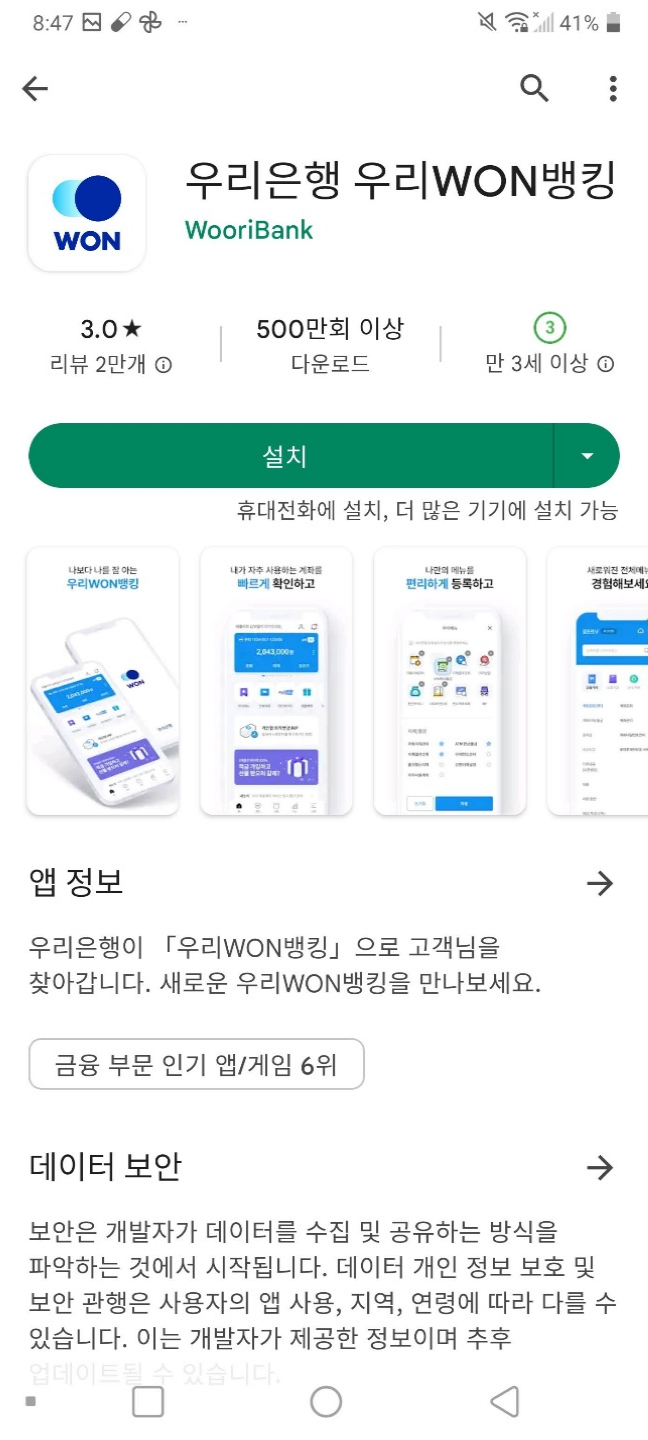 8:47
41%
우리은행 우리WON뱅킹
WON
WooriBank
3.0★
리뷰 2만개
500만회 이상
다운로드
3
만 3세 이상
설치
휴대전화에 설치, 더 많은 기기에 설치 가능
나보다 나를 잘 아는
우리WON뱅킹
WON
내가 자주 사용하는 계좌를
빠르게 확인하고
2,843,000원
나만의 메뉴를
편리하게 등록하고
새로워진 전체메뉴
경험해보세요
앱 정보
우리은행이 「우리WON뱅킹」으로 고객님을
찾아갑니다. 새로운 우리WON뱅킹을 만나보세요.
금융 부문 인기 앱/게임 6위
데이터 보안
보안은 개발자가 데이터를 수집 및 공유하는 방식을
파악하는 것에서 시작됩니다. 데이터 개인 정보 보호 및
보안 관행은 사용자의 앱 사용, 지역, 연령에 따라 다를 수
있습니다. 이는 개발자가 제공한 정보이며 추후
업데이트될 수 있습니다.